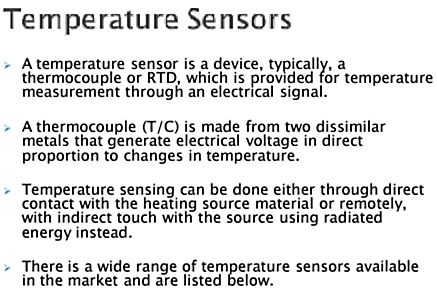 Temperature Sensors
➢ A temperature sensor is a device, typically, a
thermocouple or RTD, which is provided for temperature
measurement through an electrical signal.
➢ A thermocouple (T/C) is made from two dissimilar
metals that generate electrical voltage in direct
proportion to changes in temperature.
➢ Temperature sensing can be done either through direct
contact with the heating source material or remotely,
with indirect touch with the source using radiated
energy instead.
➢ There is a wide range of temperature sensors available
in the market and are listed below.